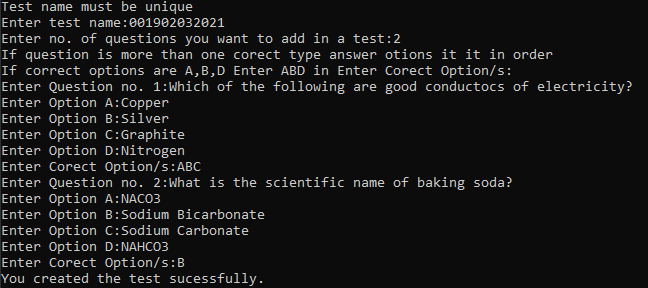 Test name must be unique
Enter test name:001902032021
Enter no. of questions you want to add in a test:2
If question is more than one corect type answer otions it it in order
If correct options are A,B,D Enter ABD in Enter Corect Option/s:
Enter Question no. 1:Which of the following are good conductocs of electricity?
Enter Option A:Copper
Enter Option B:Silver
Enter Option C:Graphite
Enter Option D:Nitrogen
Enter Corect Option/s:ABC
Enter Question no. 2:What is the scientific name of baking soda?
Enter Option A:NACO3
Enter Option B:Sodium Bicarbonate
Enter Option C:Sodium Carbonate
Enter Option D:NAHCO3
Enter Corect Option/s:B
You created the test sucessfully.